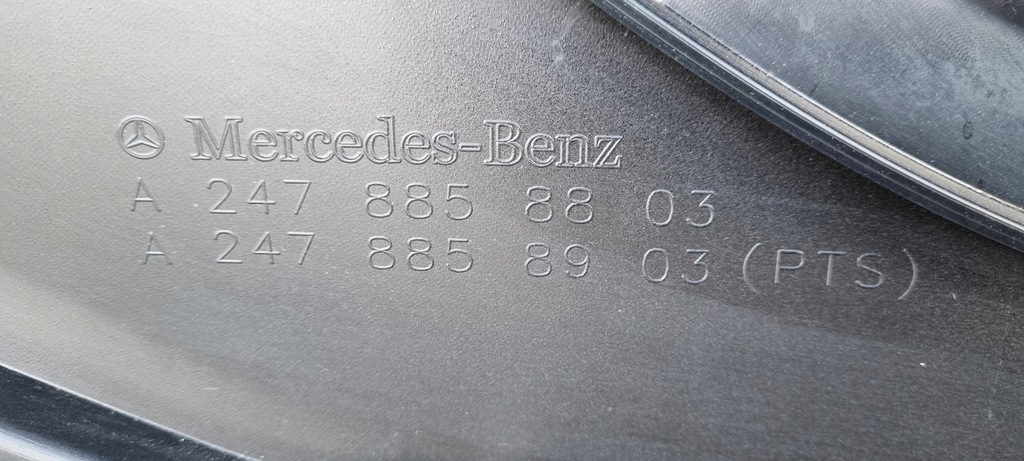 Mercedes-Benz
A 247 885 88 03
A 247 885 89 03 (PTS)